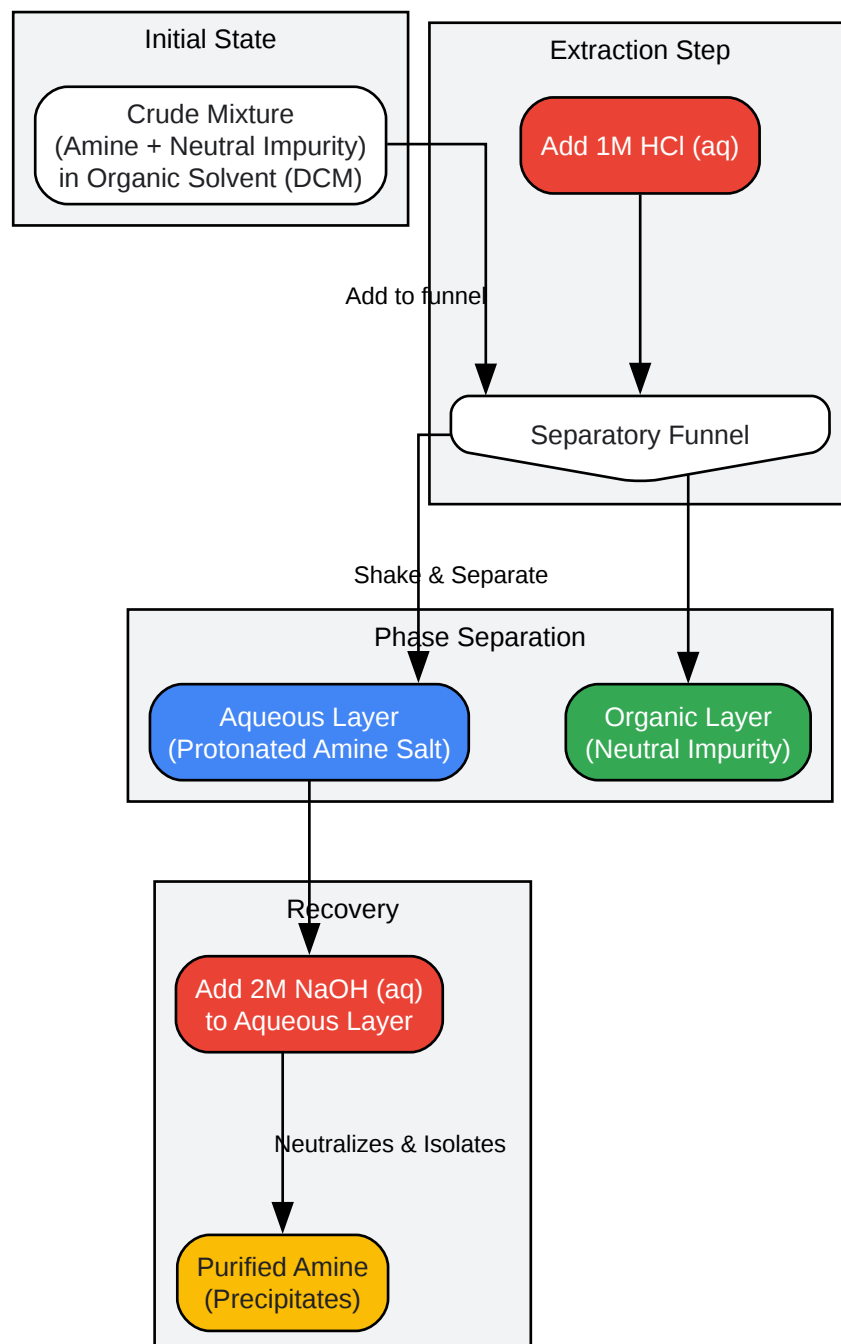 Initial State
Crude Mixture
(Amine + Neutral Impurity)
in Organic Solvent (DCM)
Extraction Step
Add 1M HCl (aq)
Add to funnel
Separatory Funnel
Shake & Separate
Phase Separation
Aqueous Layer
(Protonated Amine Salt)
Organic Layer
(Neutral Impurity)
Recovery
Add 2M NaOH (aq)
to Aqueous Layer
Neutralizes & Isolates
Purified Amine
(Precipitates)